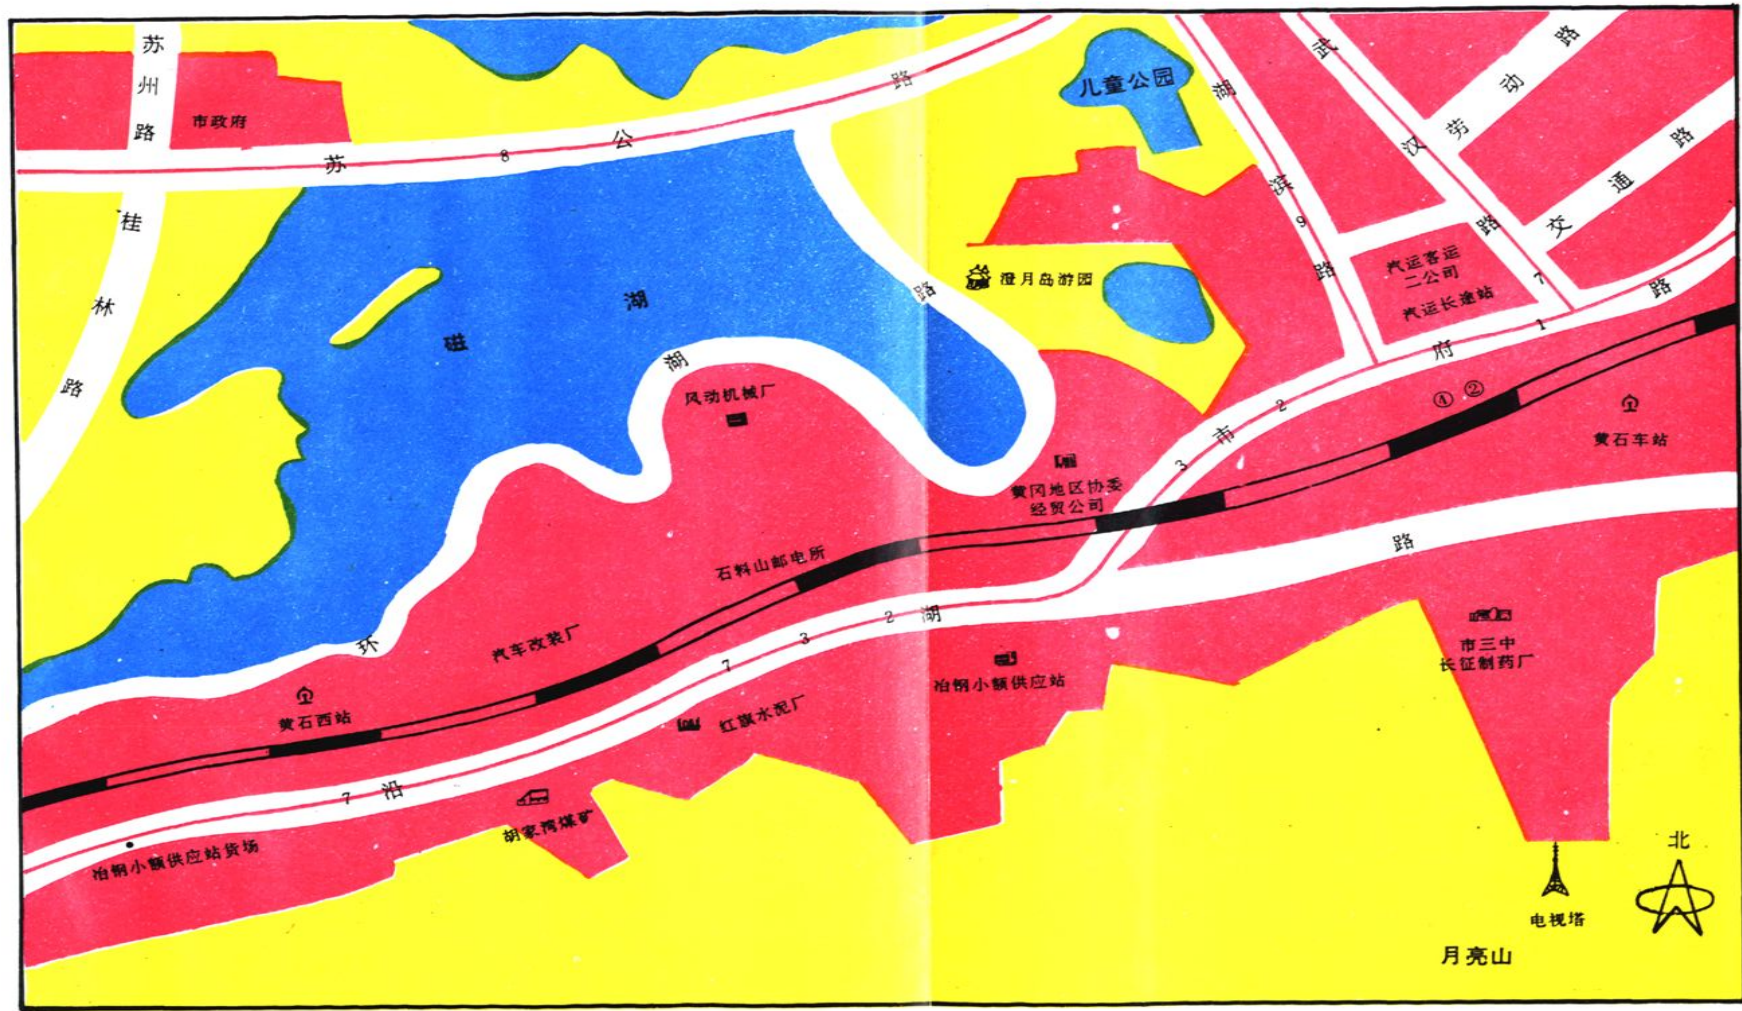 苏州路
市政府
苏 8 公路
桂林路
儿童公园
湖滨 9 路
武汉路 7
劳动路
交通路
汽运客运
二公司
汽运长途站
澄月岛游园
磁湖
环湖路
风动机械厂
市府路
3 2 1
④ ②
黄石车站
黄冈地区协委
经贸公司
石料山邮电所
汽车改装厂
黄石西站
沿湖路
7 7 3 2
市三中
长征制药厂
冶钢小额供应站
红旗水泥厂
胡家湾煤矿
冶钢小额供应站货场
北
电视塔
月亮山